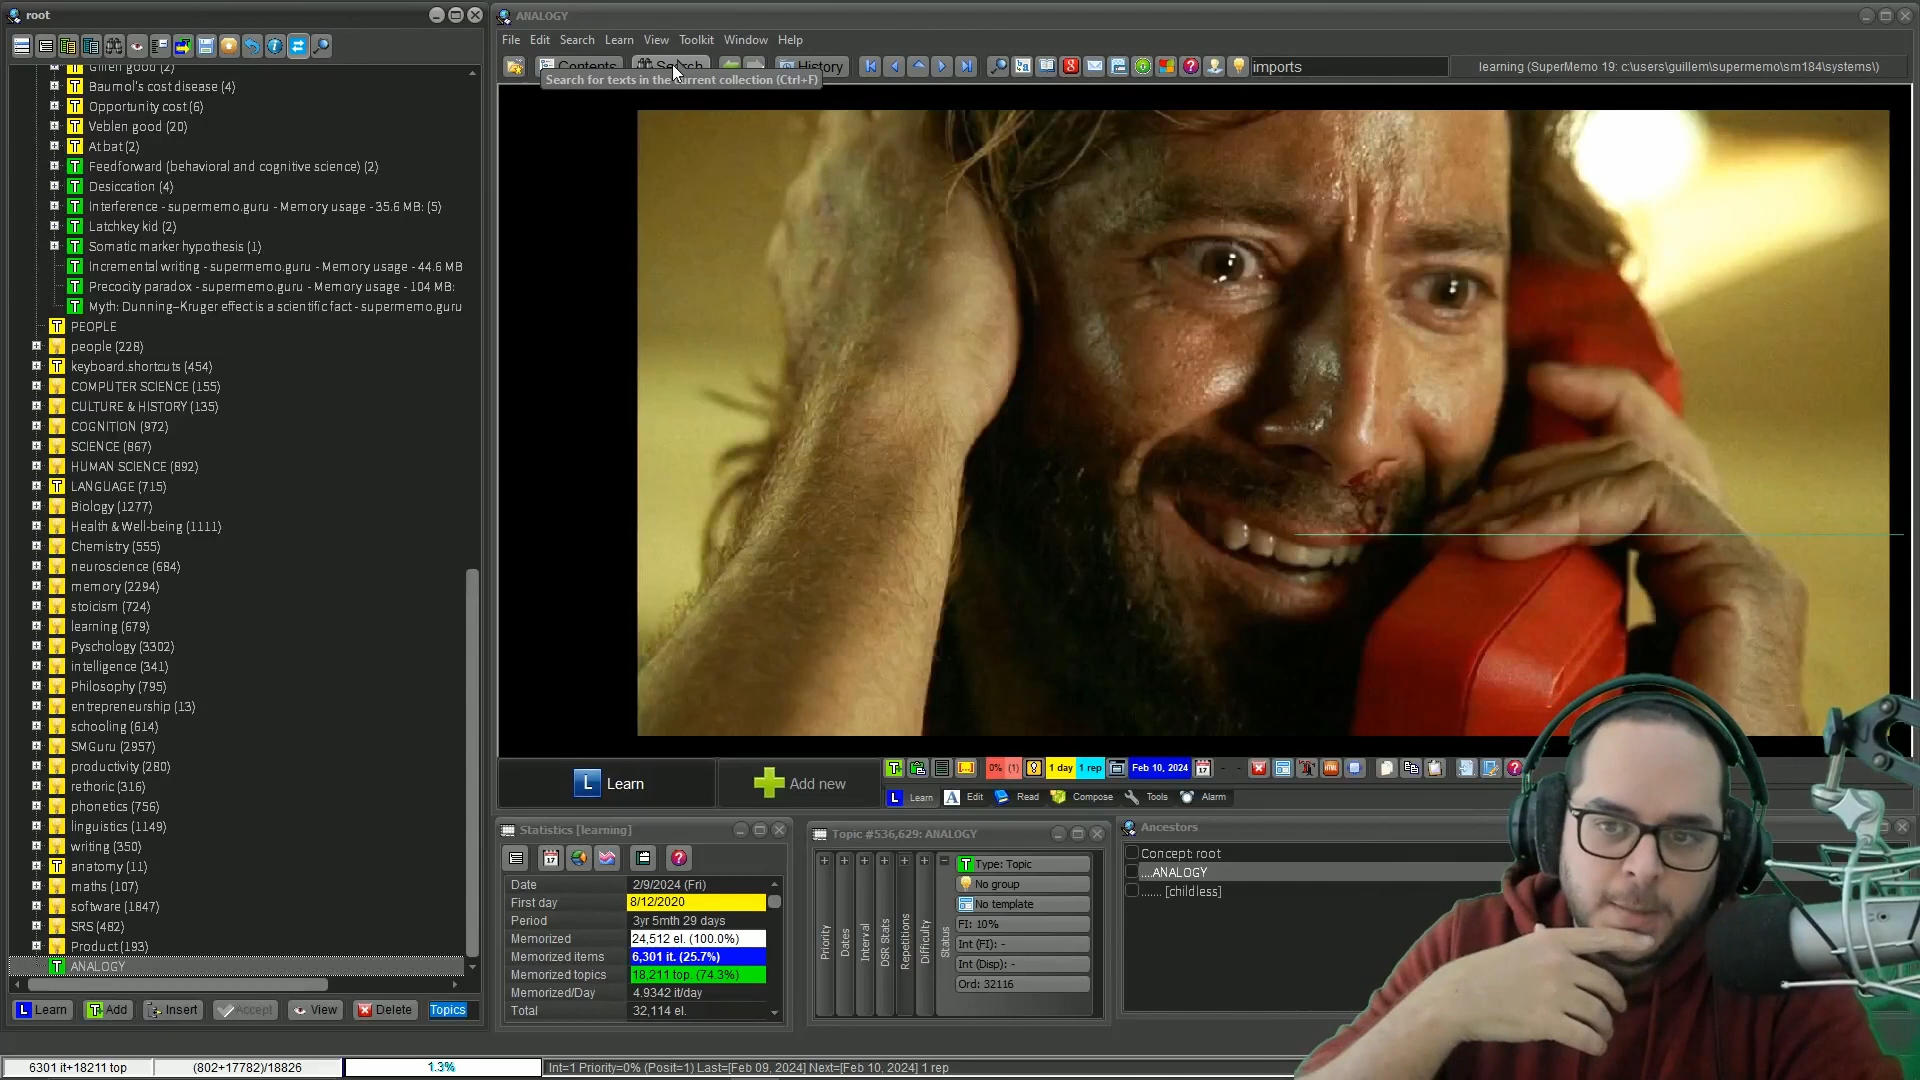 root
Giffen good (2)
Baumol's cost disease (4)
Opportunity cost (6)
Veblen good (20)
At bat (2)
Feedforward (behavioral and cognitive science) (2)
Desiccation (4)
Interference - supermemo.guru - Memory usage - 35.6 MB: (5)
Latchkey kid (2)
Somatic marker hypothesis (1)
Incremental writing - supermemo.guru - Memory usage - 44.6 MB
Precocity paradox - supermemo.guru - Memory usage - 104 MB:
Myth: Dunning–Kruger effect is a scientific fact - supermemo.guru
PEOPLE
people (228)
keyboard.shortcuts (454)
COMPUTER SCIENCE (155)
CULTURE & HISTORY (135)
COGNITION (972)
SCIENCE (867)
HUMAN SCIENCE (892)
LANGUAGE (715)
Biology (1277)
Health & Well-being (1111)
Chemistry (555)
neuroscience (684)
memory (2294)
stoicism (724)
learning (679)
Pyschology (3302)
intelligence (341)
Philosophy (795)
entrepreneurship (13)
schooling (614)
SMGuru (2957)
productivity (280)
rethoric (316)
phonetics (756)
linguistics (1149)
writing (350)
anatomy (11)
maths (107)
software (1847)
SRS (482)
Product (193)
ANALOGY
Learn Add Insert Accept View Delete Topics
6301 it+18211 top (802+17782)/18826 1.3% Int=1 Priority=0% (Posit=1) Last=[Feb 09, 2024] Next=[Feb 10, 2024] 1 rep
ANALOGY
File Edit Search Learn View Toolkit Window Help
Contents Search History imports learning (SuperMemo 19: c:\users\guillem\supermemo\sm184\systems\)
Search for texts in the current collection (Ctrl+F)
Learn Add new
0% (1) 1 day 1 rep Feb 10, 2024
Learn Edit Read Compose Tools Alarm
Statistics [learning]
Date 2/9/2024 (Fri)
First day 8/12/2020
Period 3yr 5mth 29 days
Memorized 24,512 el. (100.0%)
Memorized items 6,301 it. (25.7%)
Memorized topics 18,211 top. (74.3%)
Memorized/Day 4.9342 it/day
Total 32,114 el.
Topic #536,629: ANALOGY
Priority
Dates
Interval
DSR Stats
Repetitions
Difficulty
Status
Type: Topic
No group
No template
FI: 10%
Int (FI): -
Int (Disp): -
Ord: 32116
Ancestors
Concept: root
...ANALOGY
....... [childless]